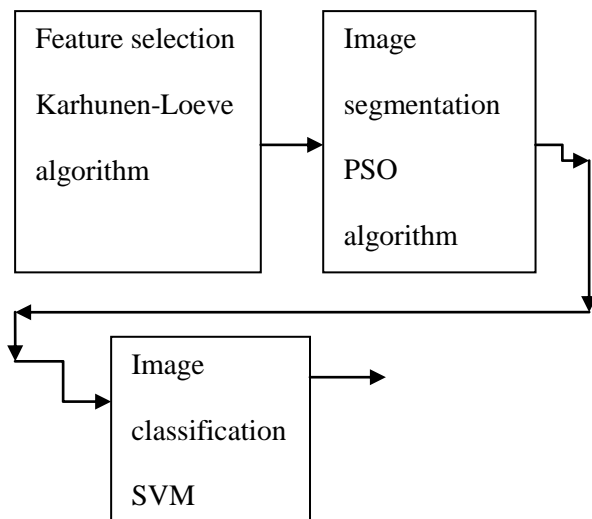 Feature selection
Karhunen-Loeve
algorithm
Image
segmentation
PSO
algorithm
Image
classification
SVM